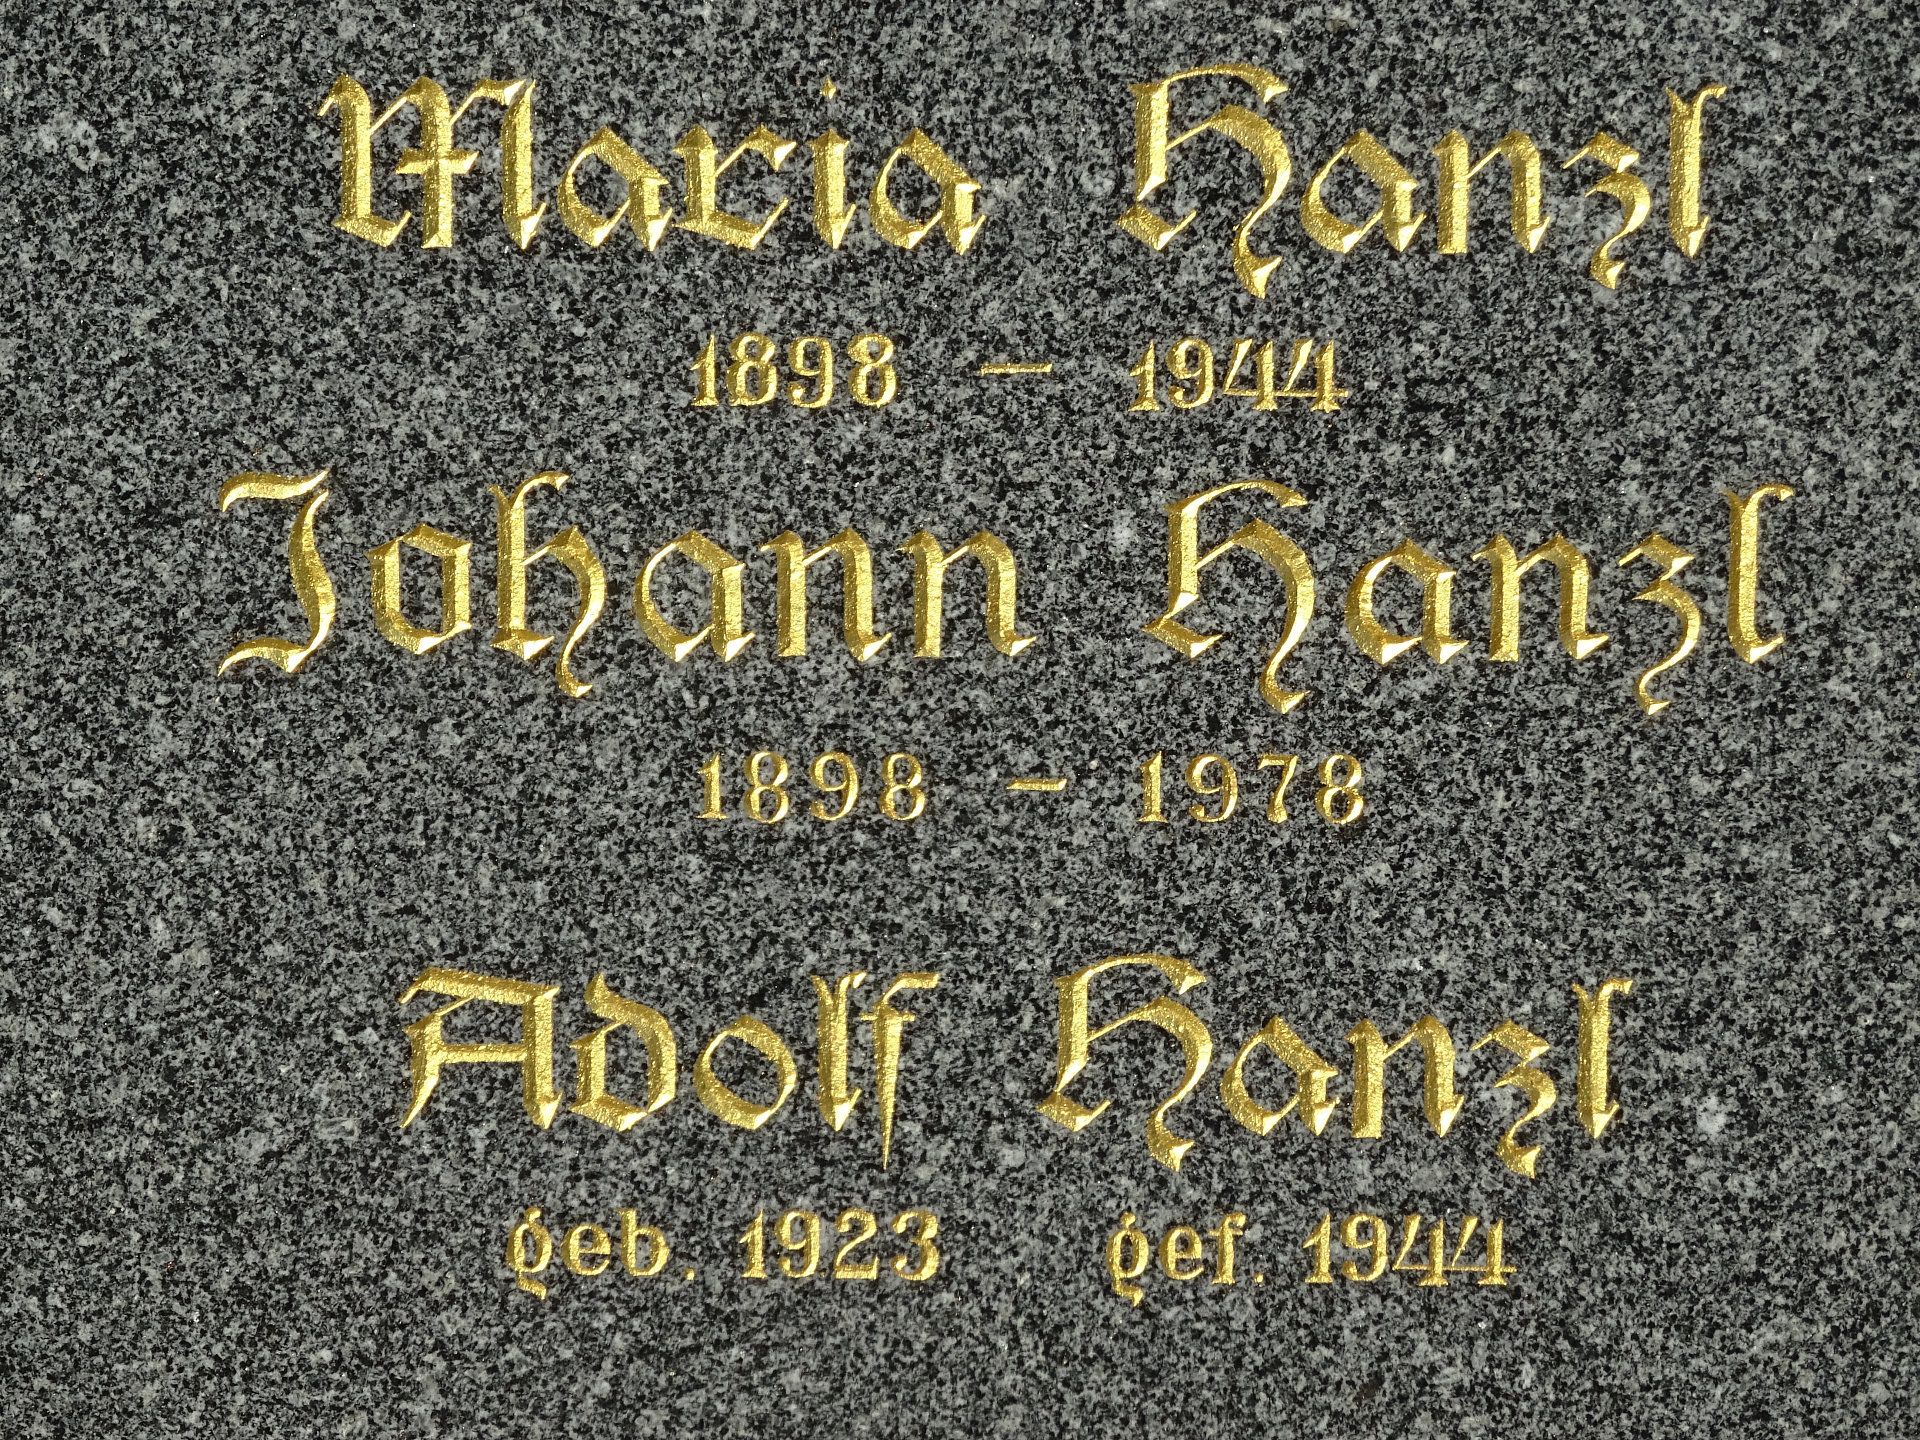 Maria Hanzl
1898 – 1944
Johann Hanzl
1898 – 1978
Adolf Hanzl
geb. 1923 gef. 1944